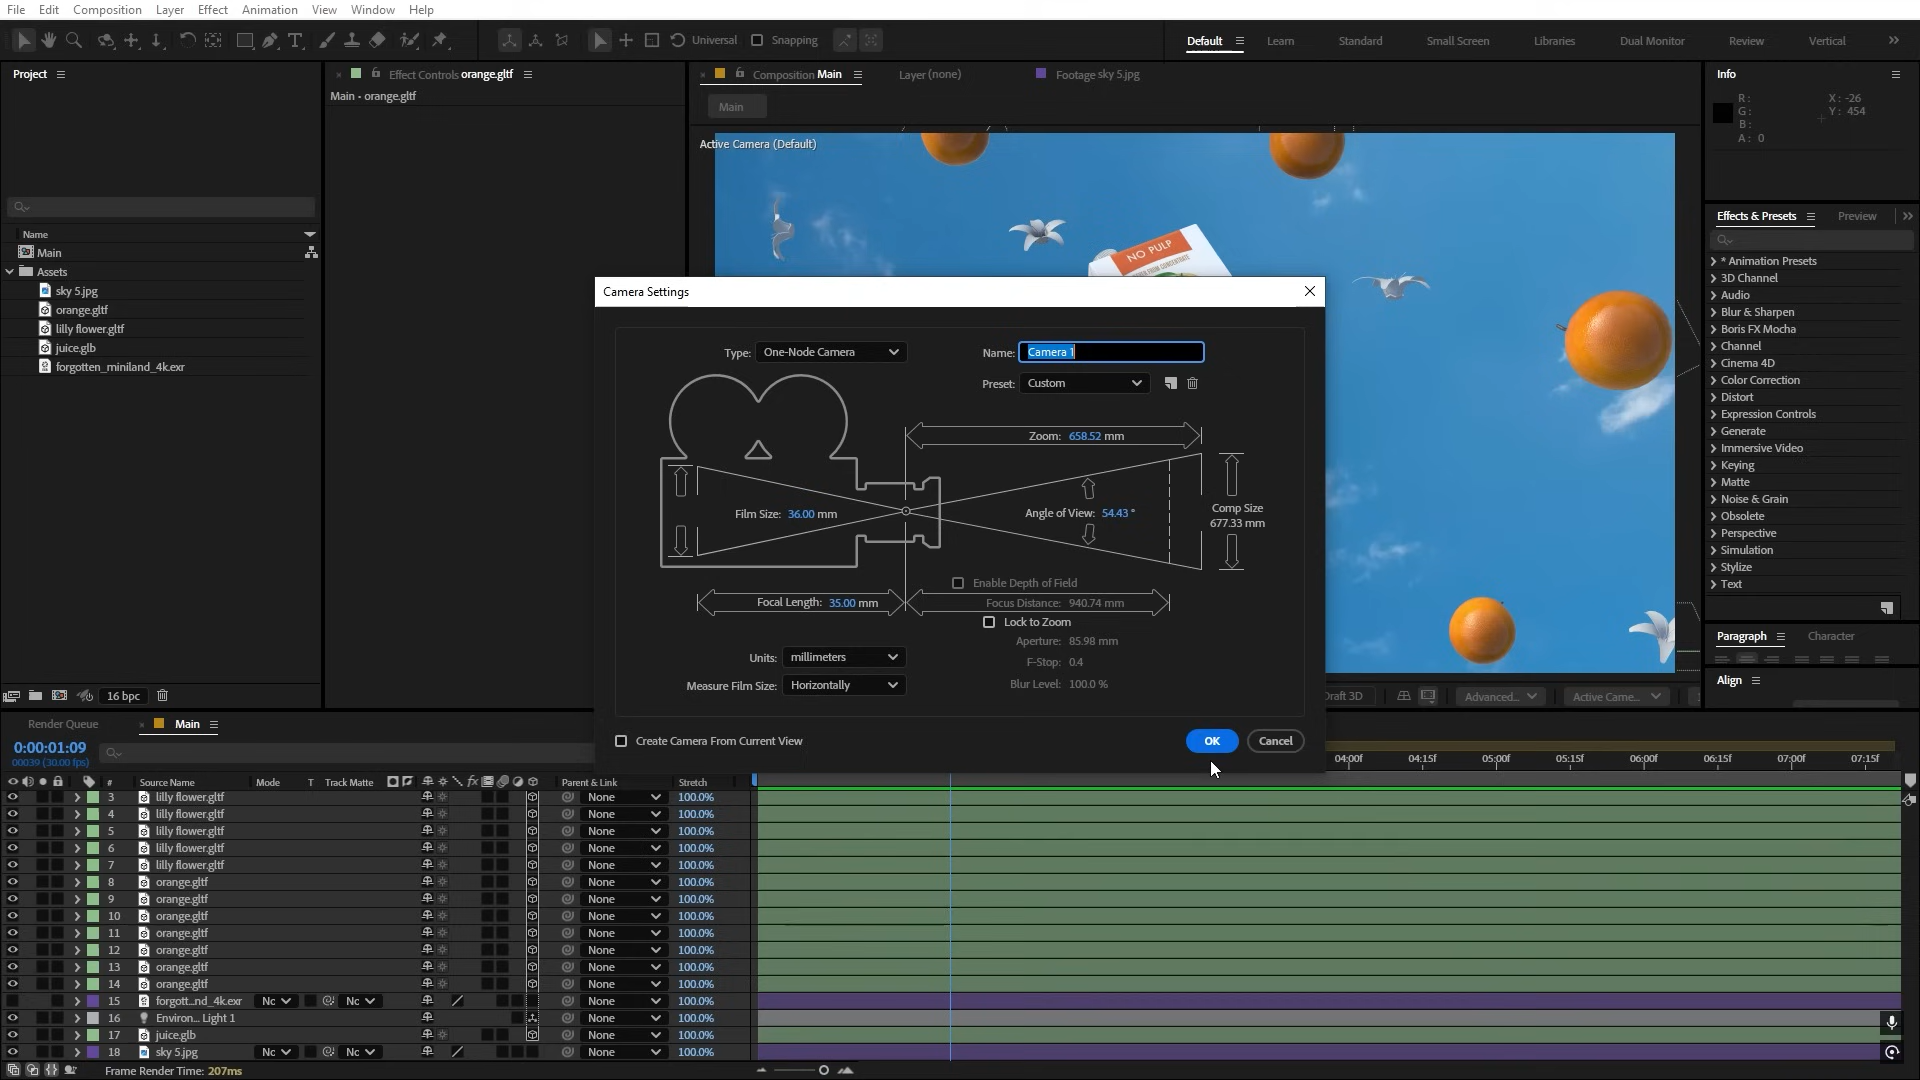 File Edit Composition Layer Effect Animation View Window Help
Universal Snapping Default Learn Standard Small Screen Libraries Dual Monitor Review Vertical
Project
Effect Controls orange.gltf
Composition Main
Layer (none)
Footage sky 5.jpg
Info
Main • orange.gltf
Main
R:
G:
B:
A: 0
X: -26
Y: 454
Active Camera (Default)
NO PULP
Name
Main
Assets
sky 5.jpg
orange.gltf
lilly flower.gltf
juice.glb
forgotten_miniland_4k.exr
16 bpc
Effects & Presets Preview
* Animation Presets
3D Channel
Audio
Blur & Sharpen
Boris FX Mocha
Channel
Cinema 4D
Color Correction
Distort
Expression Controls
Generate
Immersive Video
Keying
Matte
Noise & Grain
Obsolete
Perspective
Simulation
Stylize
Text
Paragraph Character
Align
Camera Settings
Type: One-Node Camera
Name: Camera 1
Preset: Custom
Zoom: 658.52 mm
Film Size: 36.00 mm
Angle of View: 54.43 °
Comp Size
677.33 mm
Enable Depth of Field
Focal Length: 35.00 mm
Focus Distance: 940.74 mm
Lock to Zoom
Aperture: 85.98 mm
Units: millimeters
F-Stop: 0.4
Measure Film Size: Horizontally
Blur Level: 100.0 %
Create Camera From Current View
OK Cancel
Draft 3D Advanced... Active Came...
Render Queue Main
0:00:01:09
00039 (30.00 fps)
04:00f 04:15f 05:00f 05:15f 06:00f 06:15f 07:00f 07:15f
# Source Name Mode T Track Matte fx Parent & Link Stretch
3 lilly flower.gltf None 100.0%
4 lilly flower.gltf None 100.0%
5 lilly flower.gltf None 100.0%
6 lilly flower.gltf None 100.0%
7 lilly flower.gltf None 100.0%
8 orange.gltf None 100.0%
9 orange.gltf None 100.0%
10 orange.gltf None 100.0%
11 orange.gltf None 100.0%
12 orange.gltf None 100.0%
13 orange.gltf None 100.0%
14 orange.gltf None 100.0%
15 forgott...nd_4k.exr Nc Nc None 100.0%
16 Environ... Light 1 None 100.0%
17 juice.glb None 100.0%
18 sky 5.jpg Nc Nc None 100.0%
Frame Render Time: 207ms